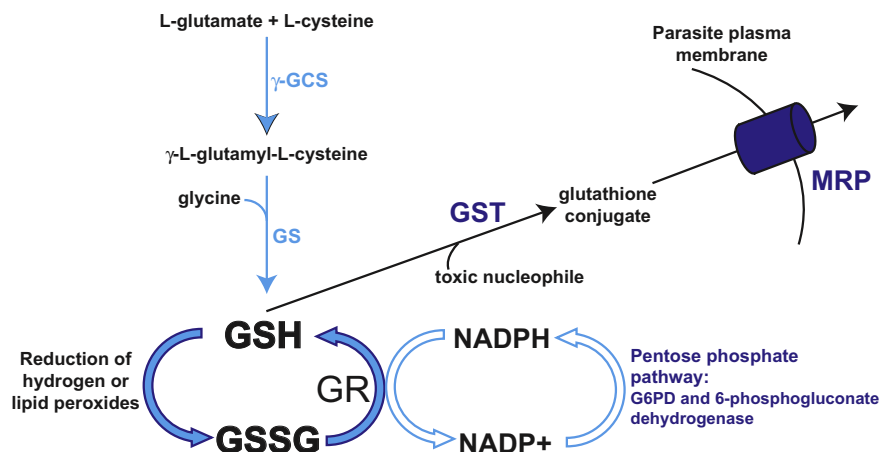 L-glutamate + L-cysteine
γ-GCS
γ-L-glutamyl-L-cysteine
glycine
GS
Parasite plasma
membrane
MRP
glutathione
conjugate
GST
toxic nucleophile
GSH
NADPH
Reduction of
hydrogen or
lipid peroxides
GR
Pentose phosphate
pathway:
G6PD and 6-phosphogluconate
dehydrogenase
GSSG
NADP+